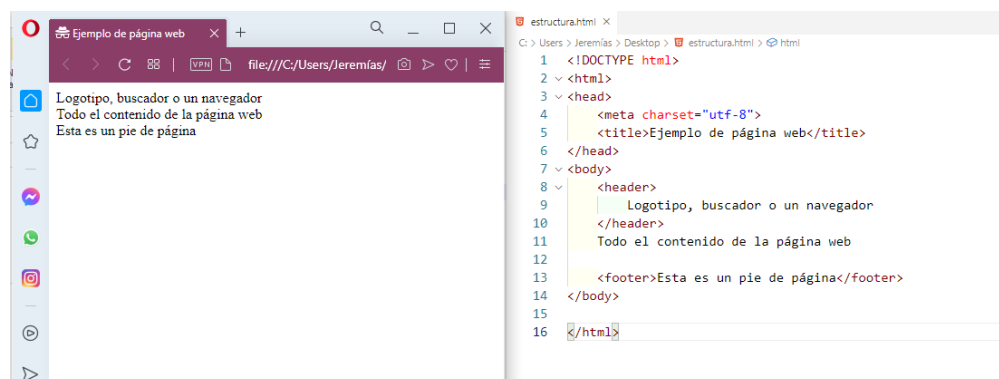 Ejemplo de página web
VPN file:///C:/Users/Jeremías/
Logotipo, buscador o un navegador
Todo el contenido de la página web
Esta es un pie de página
estructura.html
C: > Users > Jeremías > Desktop > estructura.html > html
1 <!DOCTYPE html>
2 <html>
3 <head>
4 <meta charset="utf-8">
5 <title>Ejemplo de página web</title>
6 </head>
7 <body>
8 <header>
9 Logotipo, buscador o un navegador
10 </header>
11 Todo el contenido de la página web
12
13 <footer>Esta es un pie de página</footer>
14 </body>
15
16 </html>